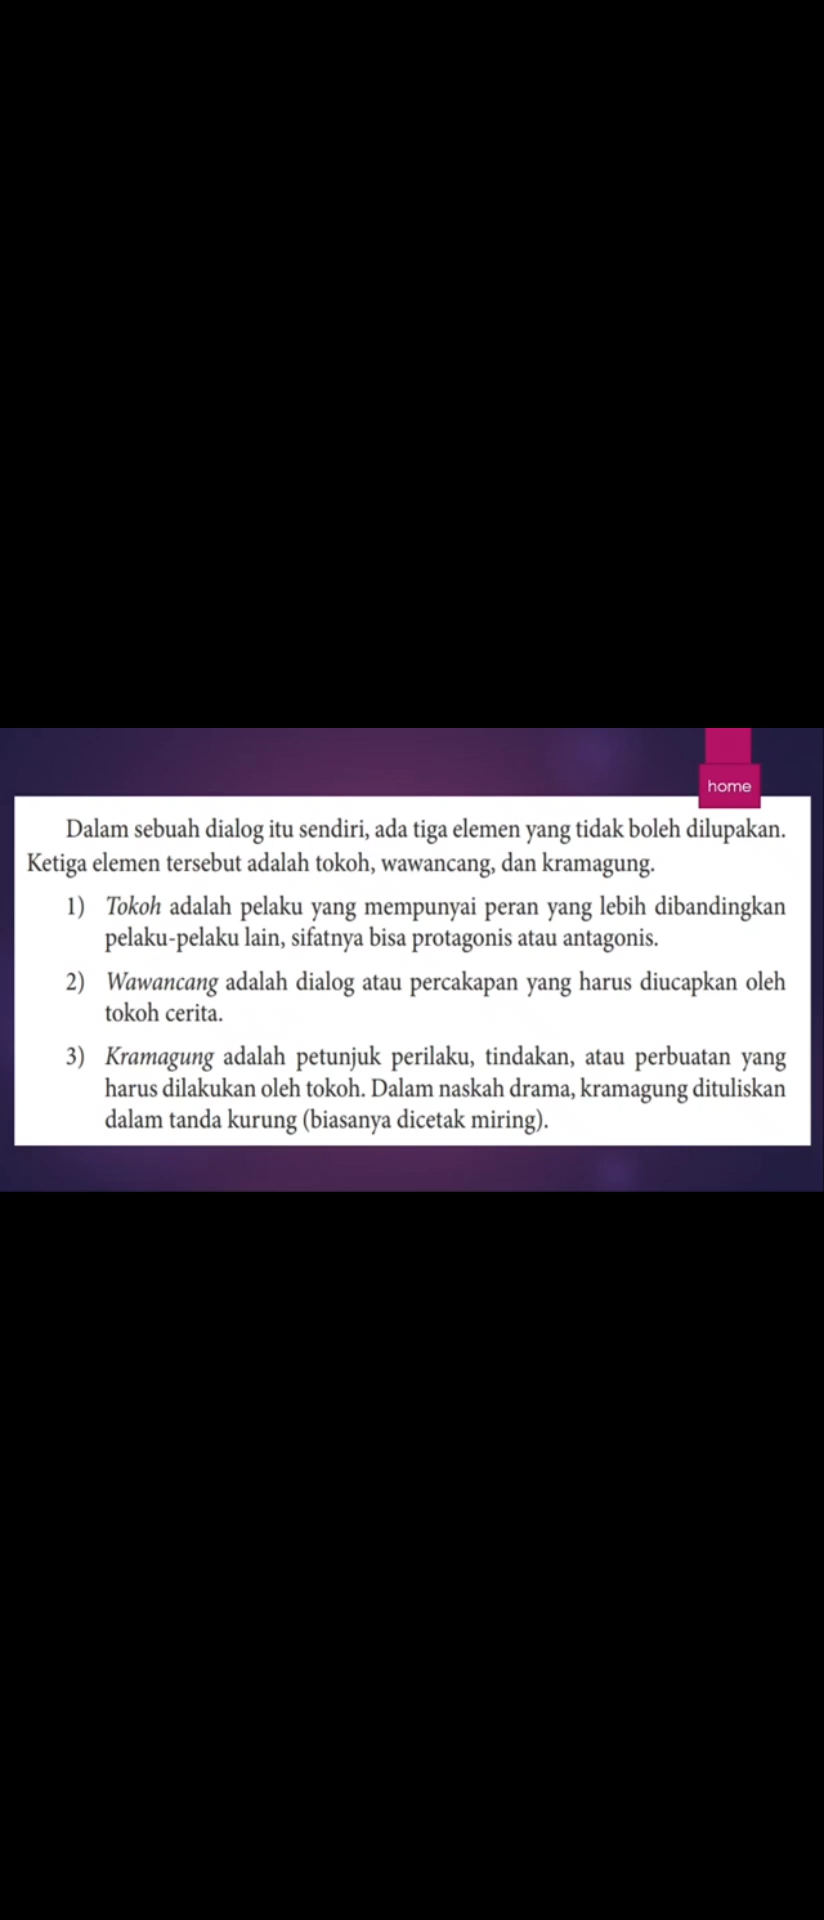 home
Dalam sebuah dialog itu sendiri, ada tiga elemen yang tidak boleh dilupakan.
Ketiga elemen tersebut adalah tokoh, wawancang, dan kramagung.
1) Tokoh adalah pelaku yang mempunyai peran yang lebih dibandingkan
pelaku-pelaku lain, sifatnya bisa protagonis atau antagonis.
2) Wawancang adalah dialog atau percakapan yang harus diucapkan oleh
tokoh cerita.
3) Kramagung adalah petunjuk perilaku, tindakan, atau perbuatan yang
harus dilakukan oleh tokoh. Dalam naskah drama, kramagung dituliskan
dalam tanda kurung (biasanya dicetak miring).